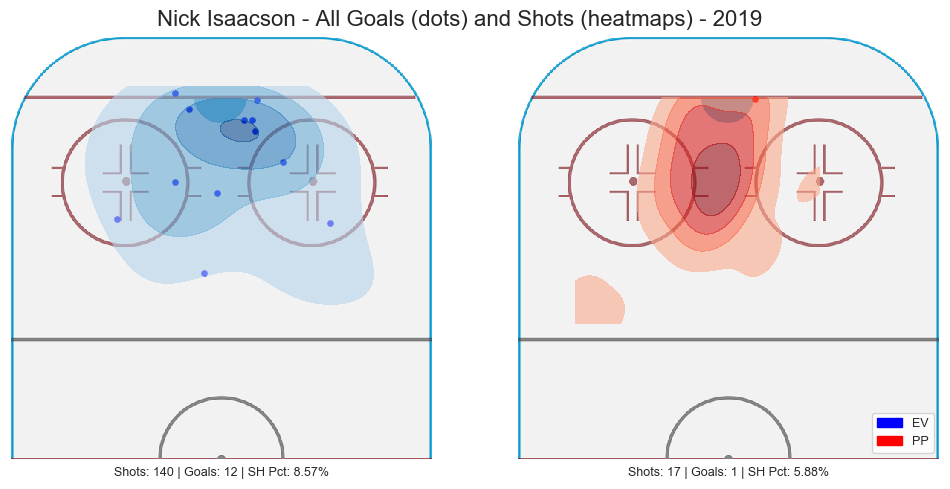 Nick Isaacson - All Goals (dots) and Shots (heatmaps) - 2019
EV
PP
Shots: 140 | Goals: 12 | SH Pct: 8.57%
Shots: 17 | Goals: 1 | SH Pct: 5.88%